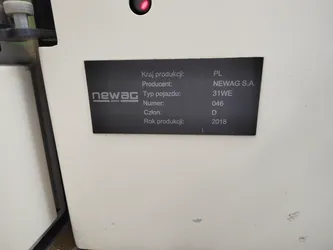 newag
Kraj produkcji: PL
Producent: NEWAG S.A.
Typ pojazdu: 31WE
Numer: 046
Człon: D
Rok produkcji: 2018